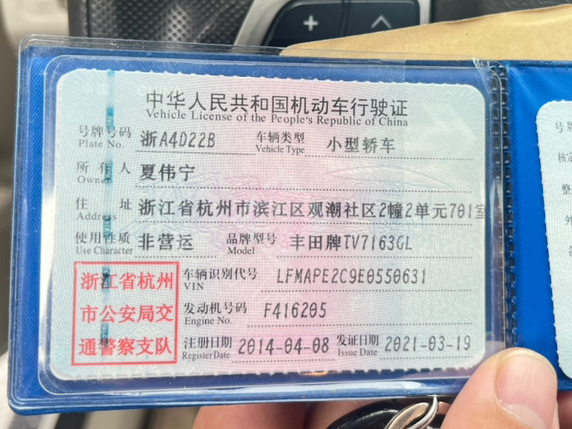 中华人民共和国机动车行驶证
Vehicle License of the People's Republic of China
号牌号码 浙A4D22B 车辆类型 小型轿车
Plate No. Vehicle Type
所有人 夏伟宁
Owner
住址 浙江省杭州市滨江区观潮社区2幢2单元701室
Address
使用性质 非营运 品牌型号 丰田牌TV7163GL
Use Character Model
浙江省杭州
市公安局交
通警察支队
车辆识别代号 LFMAPE2C9E0550631
VIN
发动机号码 F416205
Engine No.
注册日期 2014-04-08 发证日期 2021-03-19
Register Date Issue Date
号
核定
整
外